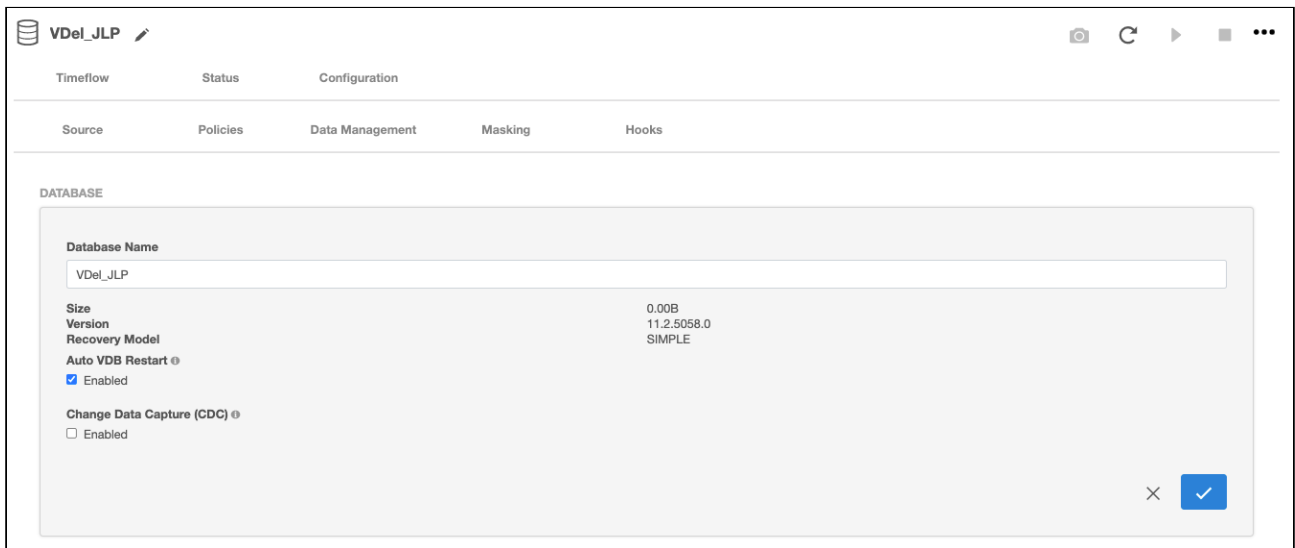 VDel_JLP
Timeflow Status Configuration
Source Policies Data Management Masking Hooks
DATABASE
Database Name
VDel_JLP
Size 0.00B
Version 11.2.5058.0
Recovery Model SIMPLE
Auto VDB Restart
Enabled
Change Data Capture (CDC)
Enabled